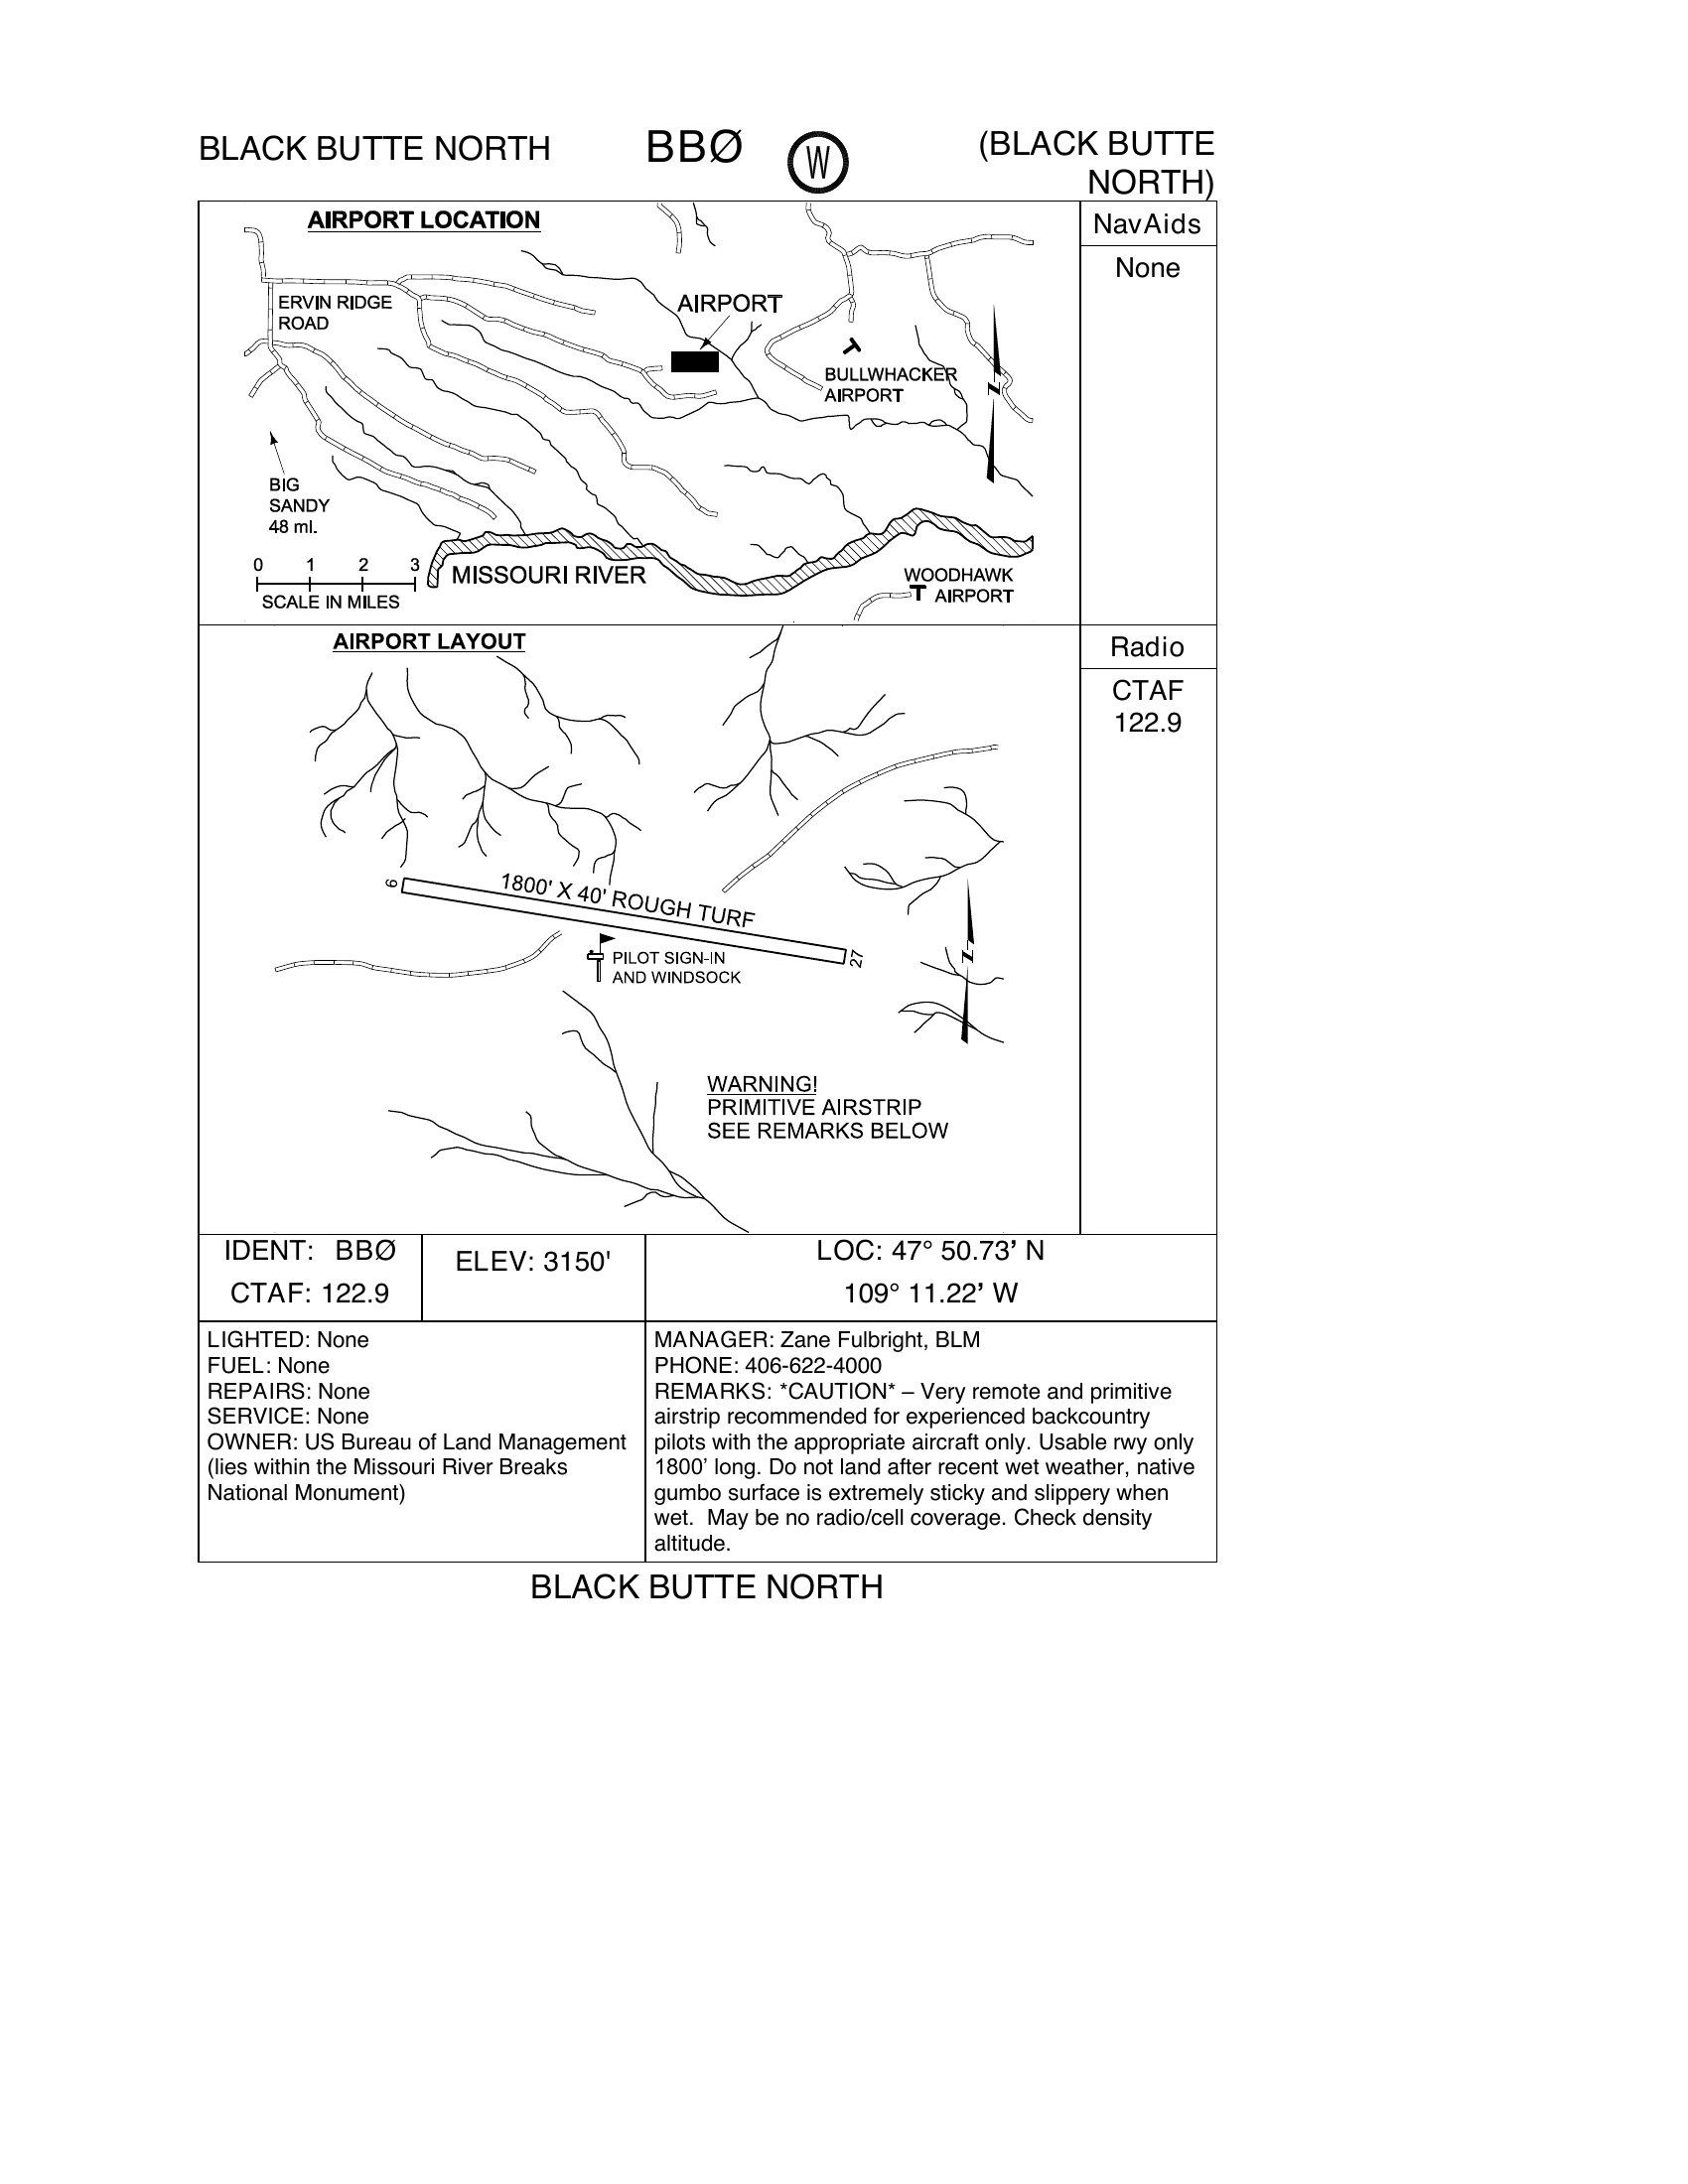 BLACK BUTTE NORTH BBØ W (BLACK BUTTE
NORTH)
AIRPORT LOCATION
NavAids
None
ERVIN RIDGE
ROAD
AIRPORT
BULLWHACKER
AIRPORT
N
BIG
SANDY
48 mi.
0 1 2 3
SCALE IN MILES
MISSOURI RIVER
WOODHAWK
AIRPORT
AIRPORT LAYOUT
Radio
CTAF
122.9
9
1800' X 40' ROUGH TURF
27
PILOT SIGN-IN
AND WINDSOCK
N
WARNING!
PRIMITIVE AIRSTRIP
SEE REMARKS BELOW
IDENT: BBØ
CTAF: 122.9
ELEV: 3150'
LOC: 47° 50.73’ N
109° 11.22’ W
LIGHTED: None
FUEL: None
REPAIRS: None
SERVICE: None
OWNER: US Bureau of Land Management
(lies within the Missouri River Breaks
National Monument)
MANAGER: Zane Fulbright, BLM
PHONE: 406-622-4000
REMARKS: *CAUTION* – Very remote and primitive
airstrip recommended for experienced backcountry
pilots with the appropriate aircraft only. Usable rwy only
1800’ long. Do not land after recent wet weather, native
gumbo surface is extremely sticky and slippery when
wet.  May be no radio/cell coverage. Check density
altitude.
BLACK BUTTE NORTH